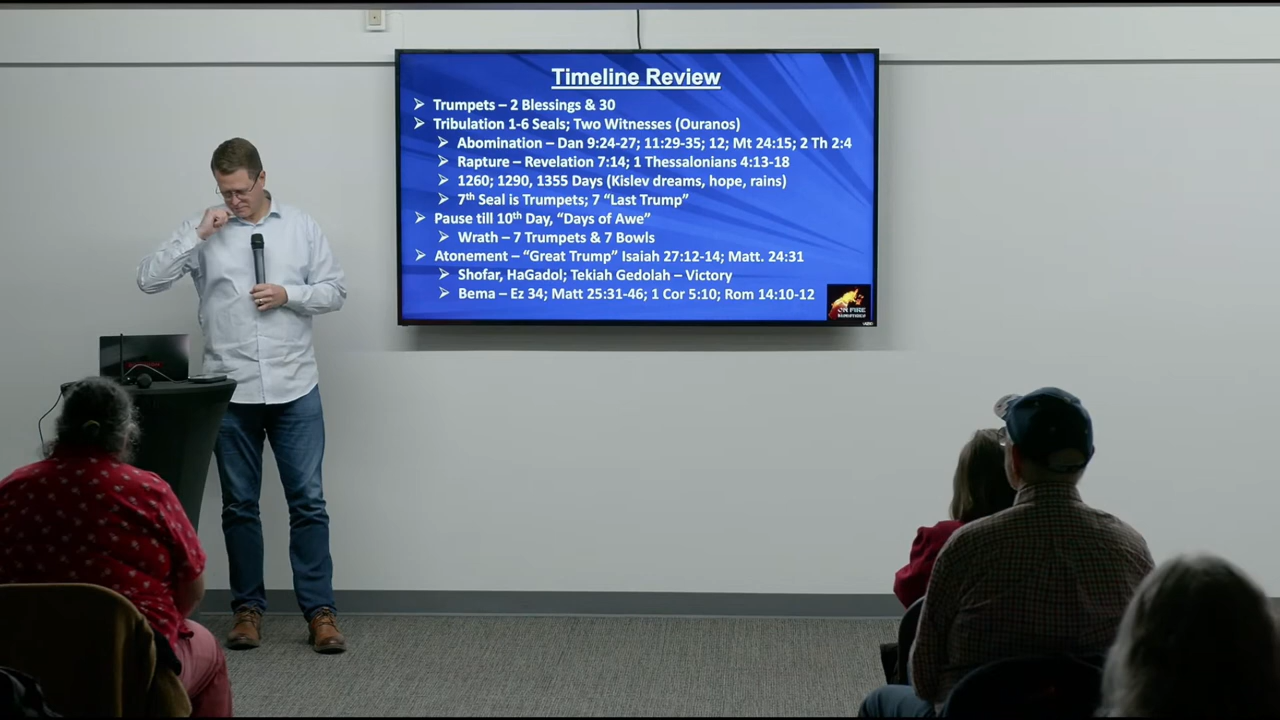 Timeline Review
➢ Trumpets – 2 Blessings & 30
➢ Tribulation 1-6 Seals; Two Witnesses (Ouranos)
➢ Abomination – Dan 9:24-27; 11:29-35; 12; Mt 24:15; 2 Th 2:4
➢ Rapture – Revelation 7:14; 1 Thessalonians 4:13-18
➢ 1260; 1290, 1355 Days (Kislev dreams, hope, rains)
➢ 7th Seal is Trumpets; 7 “Last Trump”
➢ Pause till 10th Day, “Days of Awe”
➢ Wrath – 7 Trumpets & 7 Bowls
➢ Atonement – “Great Trump” Isaiah 27:12-14; Matt. 24:31
➢ Shofar, HaGadol; Tekiah Gedolah – Victory
➢ Bema – Ez 34; Matt 25:31-46; 1 Cor 5:10; Rom 14:10-12
ON FIRE
MINISTRIES